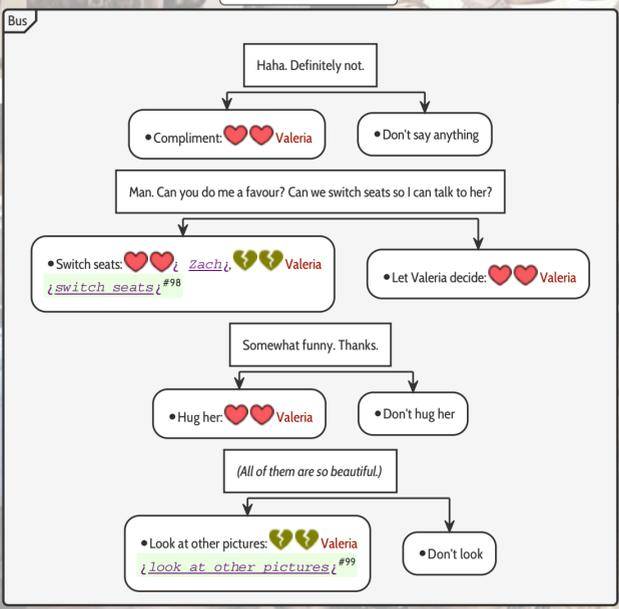 Bus
Haha. Definitely not.
•Compliment: Valeria
•Don't say anything
Man. Can you do me a favour? Can we switch seats so I can talk to her?
•Switch seats: ¿ Zach¿, Valeria
¿switch seats¿#98
•Let Valeria decide: Valeria
Somewhat funny. Thanks.
•Hug her: Valeria
•Don't hug her
(All of them are so beautiful.)
•Look at other pictures: Valeria
¿look at other pictures¿#99
•Don't look